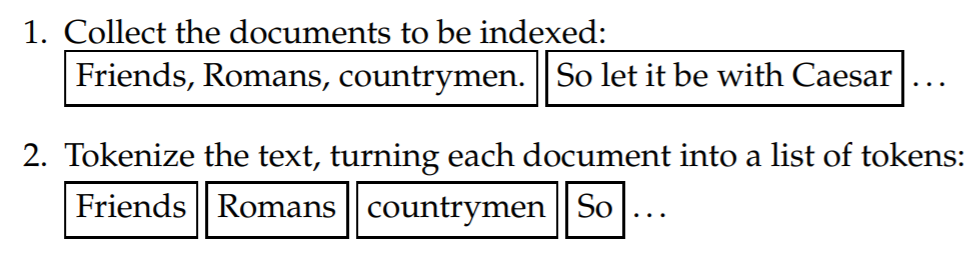 1. Collect the documents to be indexed:
Friends, Romans, countrymen. So let it be with Caesar ...
2. Tokenize the text, turning each document into a list of tokens:
Friends Romans countrymen So ...